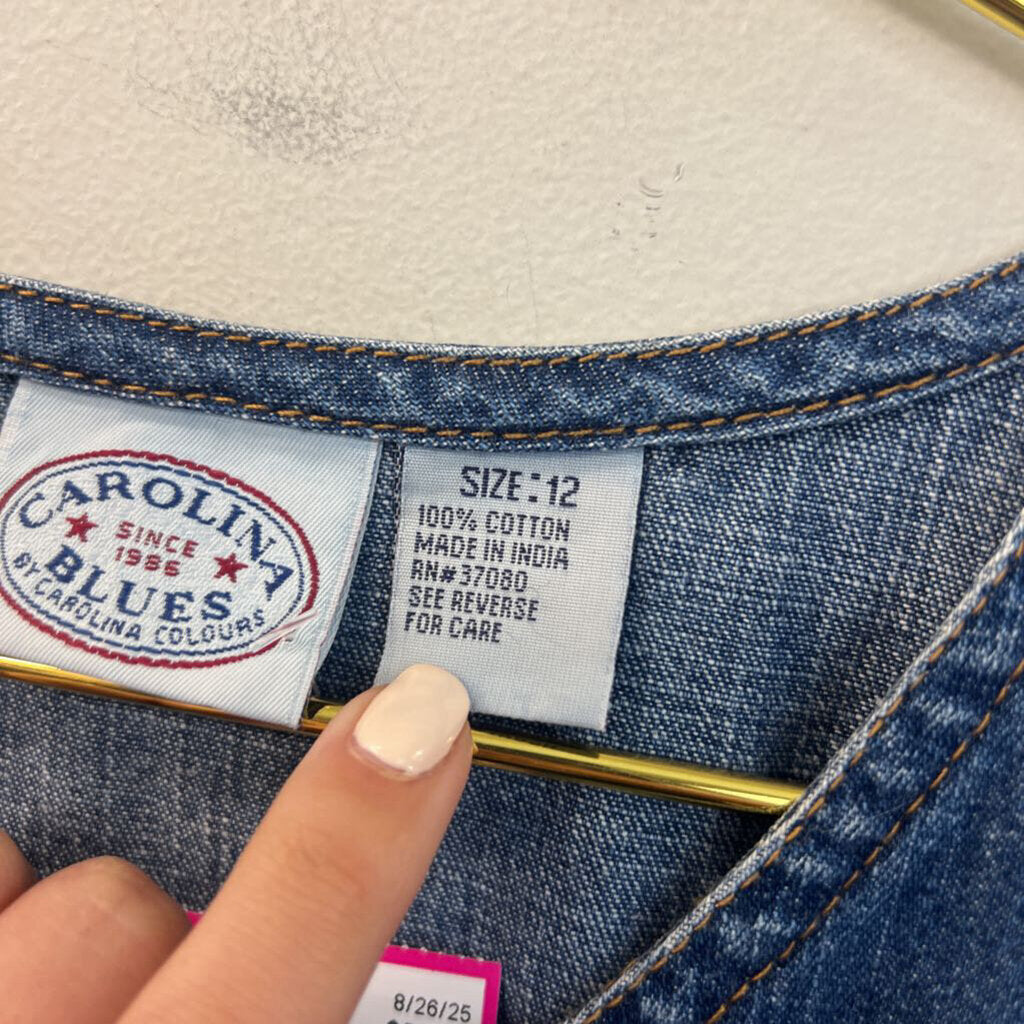 CAROLINA
SINCE
1986
BLUES
BY CAROLINA COLOURS
SIZE: 12
100% COTTON
MADE IN INDIA
RN#37080
SEE REVERSE
FOR CARE
8/26/25